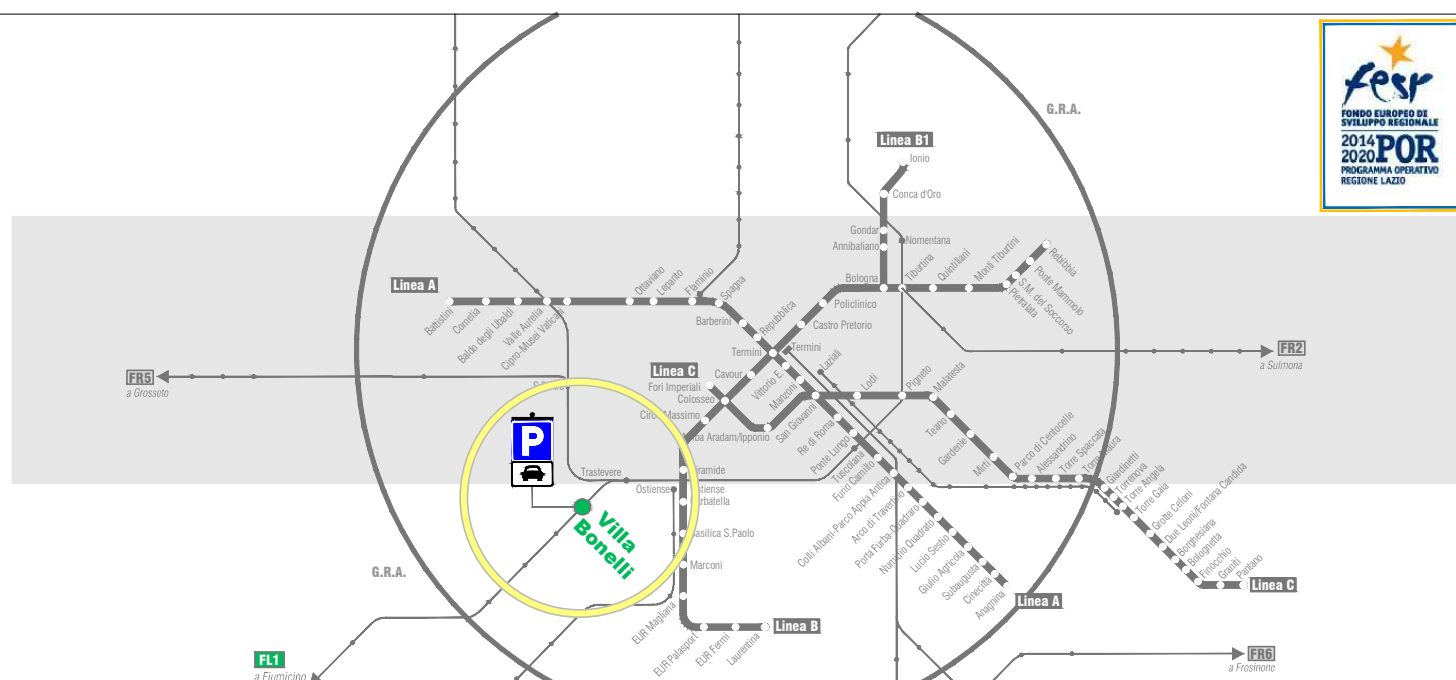 G.R.A.
fesr
FONDO EUROPEO DI
SVILUPPO REGIONALE
2014
2020
POR
PROGRAMMA OPERATIVO
REGIONE LAZIO
Linea B1
Ionio
Conca d'Oro
Gondar
Annibaliano
Nomentana
Bologna
Tiburtina
Quintiliani
Monti Tiburtini
Pietralata
S.M. del Soccorso
Ponte Mammolo
Rebibbia
Policlinico
Castro Pretorio
Linea A
Battistini
Cornelia
Baldo degli Ubaldi
Valle Aurelia
Cipro-Musei Vaticani
Ottaviano
Lepanto
Flaminio
Spagna
Barberini
Repubblica
Termini
Termini
Laziali
FR2
a Sulmona
FR5
a Grosseto
Linea C
Fori Imperiali
Colosseo
Cavour
Vittorio E.
Manzoni
San Giovanni
Lodi
Pigneto
Malatesta
Teano
Gardenie
Mirti
Parco di Centocelle
Alessandrino
Torre Spaccata
Torre Maura
Giardinetti
Torrenova
Torre Angela
Torre Gaia
Grotte Celoni
Due Leoni/Fontana Candida
Borghesiana
Bolognetta
Finocchio
Graniti
Pantano
Linea C
Massimo
Aradam/Ipponio
Re di Roma
Ponte Lungo
Tuscolana
Furio Camillo
Colli Albani-Parco Appia Antica
Arco di Travertino
Porta Furba-Quadraro
Numidio Quadrato
Lucio Sestio
Giulio Agricola
Subaugusta
Cinecittà
Anagnina
Linea A
P
Trastevere
Ostiense
Villa
Bonelli
Basilica S.Paolo
Marconi
EUR Magliana
EUR Palasport
EUR Fermi
Laurentina
Linea B
G.R.A.
FL1
a Fiumicino
FR6
a Frosinone